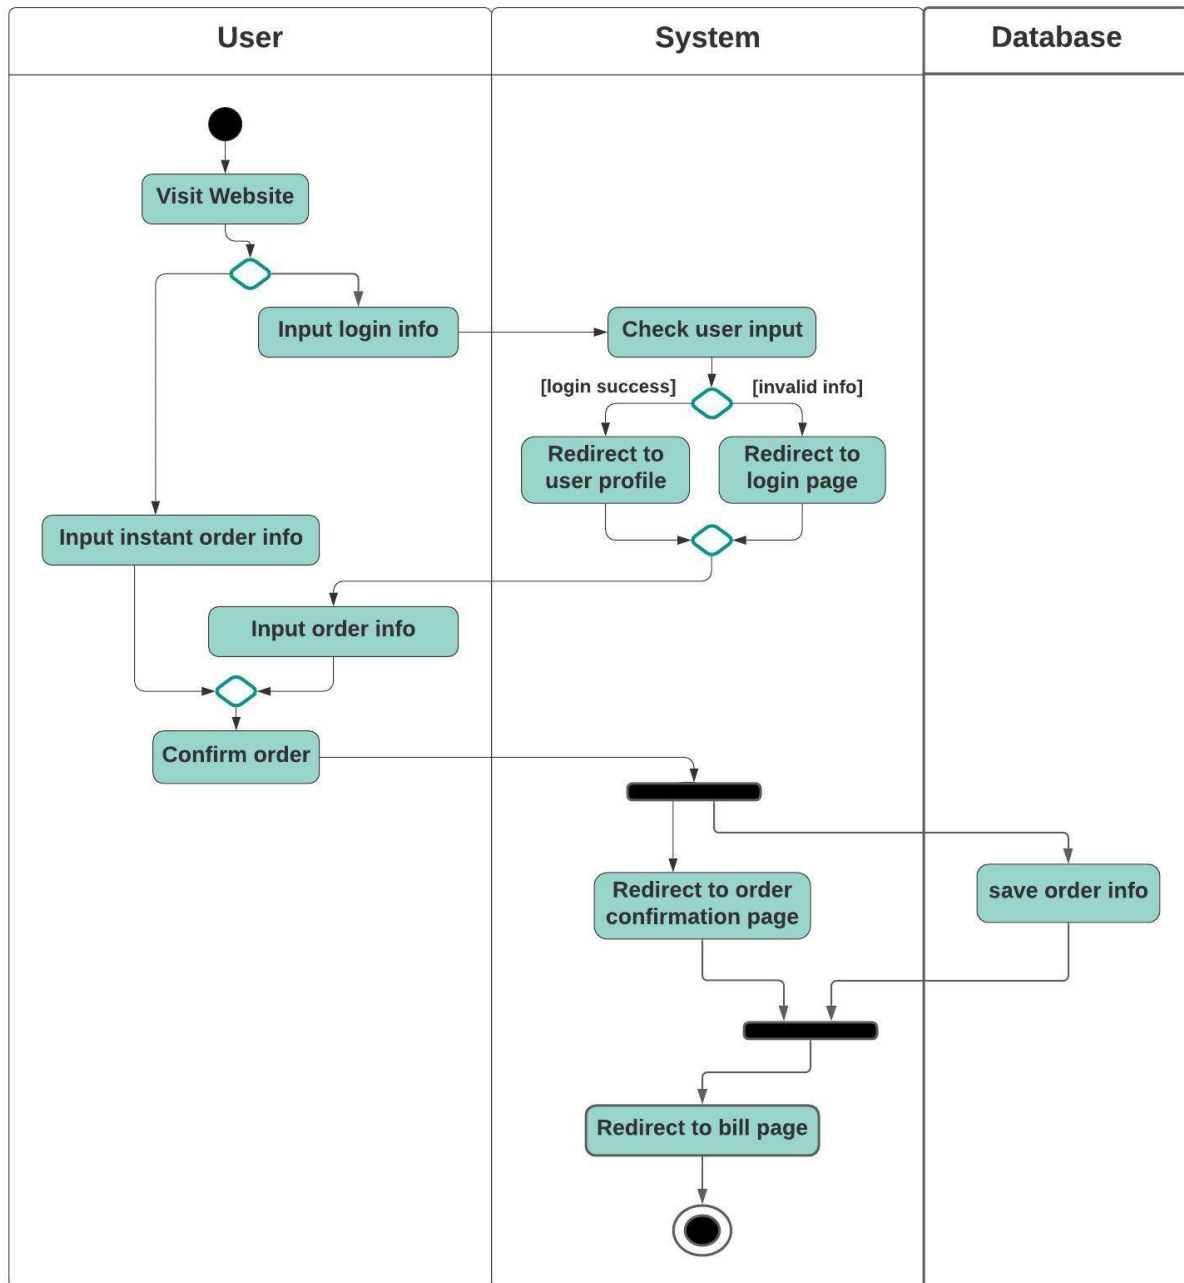 User
System
Database
Visit Website
Input login info
Check user input
[login success]
[invalid info]
Redirect to
user profile
Redirect to
login page
Input instant order info
Input order info
Confirm order
Redirect to order
confirmation page
save order info
Redirect to bill page